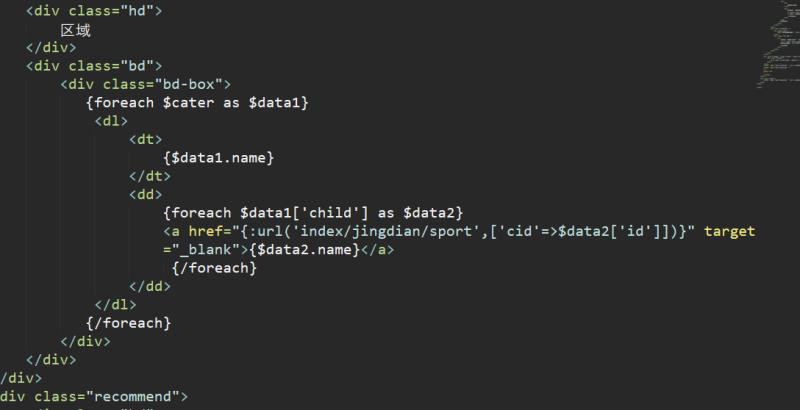 <div class="hd">
区域
</div>
<div class="bd">
<div class="bd-box">
{foreach $cater as $data1}
<dl>
<dt>
{$data1.name}
</dt>
<dd>
{foreach $data1['child'] as $data2}
<a href="{:url('index/jingdian/sport',['cid'=>$data2['id']])}" target
="_blank">{$data2.name}</a>
{/foreach}
</dd>
</dl>
{/foreach}
</div>
</div>
/div>
div class="recommend">